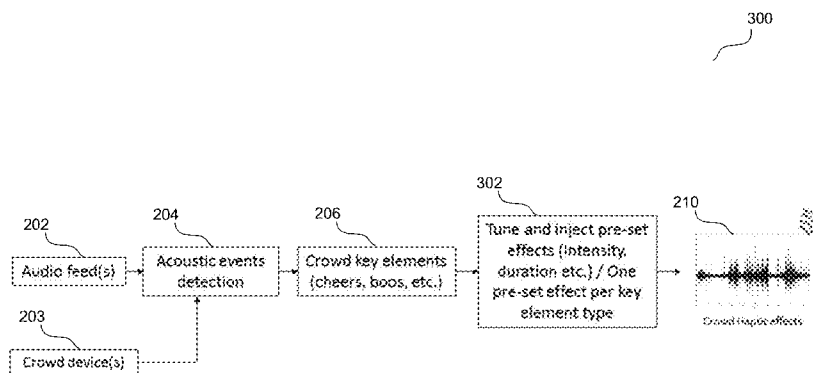 300
202
204
206
302
210
Audio feed(s)
Acoustic events
detection
Crowd key elements
(cheers, boos, etc.)
Tune and inject pre-set
effects (Intensity,
duration etc.) / One
pre-set effect per key
element type
Crowd Haptic effects
203
Crowd device(s)